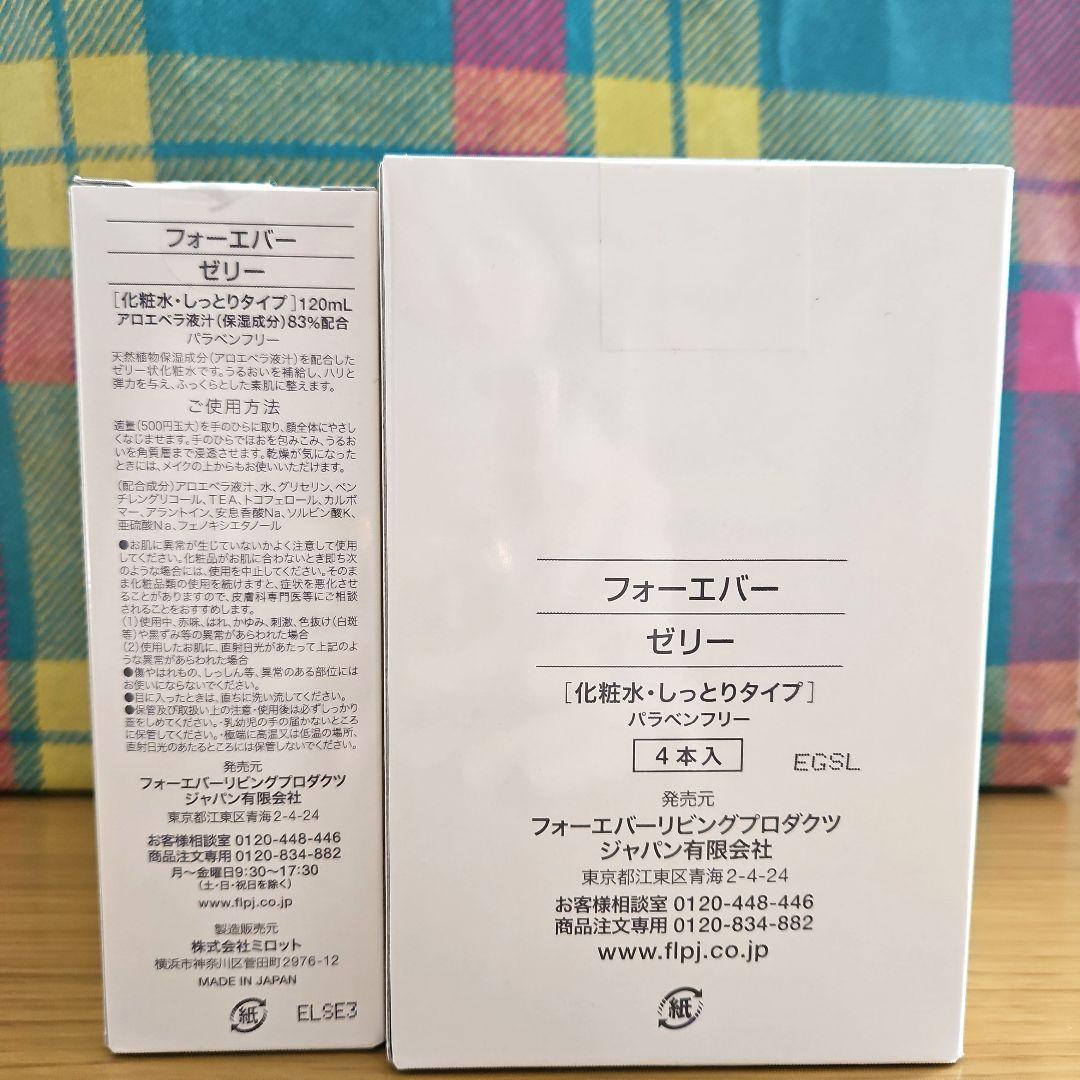 フォーエバー
ゼリー
[化粧水・しっとりタイプ]120mL
アロエベラ液汁(保湿成分)83%配合
パラベンフリー
天然植物保湿成分(アロエベラ液汁)を配合した
ゼリー状化粧水です。うるおいを補給し、ハリと
弾力を与え、ふっくらとした素肌に整えます。
ご使用方法
適量(500円玉大)を手のひらに取り、顔全体にやさし
くなじませます。手のひらでほおを包みこみ、うるお
いを角質層まで浸透させます。乾燥が気になった
ときには、メイクの上からもお使いいただけます。
(配合成分)アロエベラ液汁、水、グリセリン、ペン
チレングリコール、TEA、トコフェロール、カルボ
マー、アラントイン、安息香酸Na、ソルビン酸K、
亜硫酸Na、フェノキシエタノール
●お肌に異常が生じていないかよく注意して使用
してください。化粧品がお肌に合わないとき即ち次
のような場合には、使用を中止してください。そのま
ま化粧品類の使用を続けますと、症状を悪化させ
ることがありますので、皮膚科専門医等にご相談
されることをおすすめします。
(1)使用中、赤味、はれ、かゆみ、刺激、色抜け(白斑
等)や黒ずみ等の異常があらわれた場合
(2)使用したお肌に、直射日光があたって上記のよ
うな異常があらわれた場合
●傷やはれもの、しっしん等、異常のある部位には
お使いにならないでください。
●目に入ったときは、直ちに洗い流してください。
●保管及び取扱い上の注意・使用後は必ずしっかり
蓋をしめてください。・乳幼児の手の届かないところ
に保管してください。・極端に高温又は低温の場所、
直射日光のあたるところには保管しないでください。
発売元
フォーエバーリビングプロダクツ
ジャパン有限会社
東京都江東区青海2-4-24
お客様相談室 0120-448-446
商品注文専用 0120-834-882
月〜金曜日9:30〜17:30
(土・日・祝日を除く)
www.flpj.co.jp
製造販売元
株式会社ミロット
横浜市神奈川区菅田町2976-12
MADE IN JAPAN
紙
ELSE3
フォーエバー
ゼリー
[化粧水・しっとりタイプ]
パラベンフリー
4本入
EGSL
発売元
フォーエバーリビングプロダクツ
ジャパン有限会社
東京都江東区青海2-4-24
お客様相談室 0120-448-446
商品注文専用 0120-834-882
www.flpj.co.jp
紙